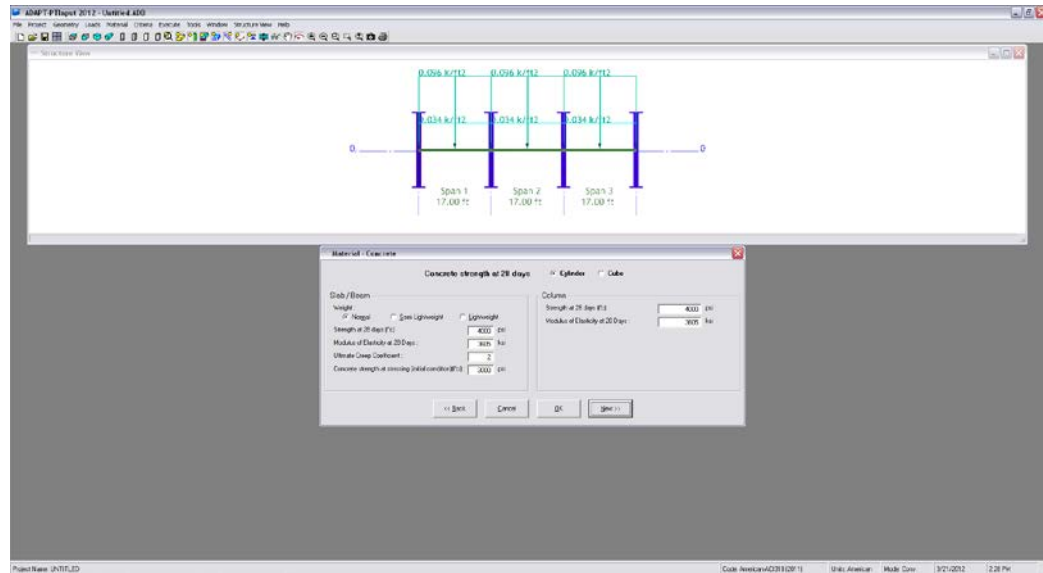 ADAPT-PTInput 2012 - Untitled.ADB
File Project Geometry Loads Material Criteria Execute Tools Window Structure View Help
Structure View
0.096 k/ft2 0.096 k/ft2 0.096 k/ft2
0.034 k/ft2 0.034 k/ft2 0.034 k/ft2
0 0
Span 1 Span 2 Span 3
17.00 ft 17.00 ft 17.00 ft
Material - Concrete
Concrete strength at 28 days Cylinder Cube
Slab / Beam Column
Weight:
Normal Semi Lightweight Lightweight
Strength at 28 days (f'c): 4000 psi
Modulus of Elasticity at 28 Days: 3605 ksi
Ultimate Creep Coefficient: 2
Concrete strength at stressing (initial condition)(f'ci): 3000 psi
Strength at 28 days (f'c): 4000 psi
Modulus of Elasticity at 28 Days: 3605 ksi
<< Back Cancel OK Next >>
Project Name: UNTITLED Code: American-ACI318 (2011) Units: American Mode: Conv 3/21/2012 2:28 PM